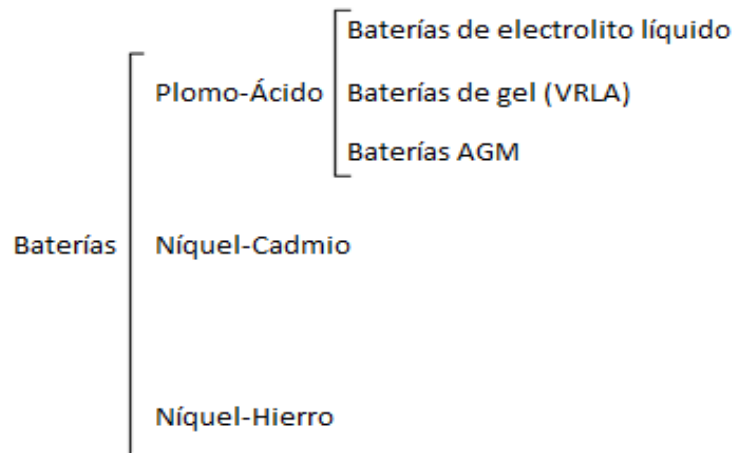 Baterías de electrolito líquido
Plomo-Ácido
Baterías de gel (VRLA)
Baterías AGM
Baterías
Níquel-Cadmio
Níquel-Hierro